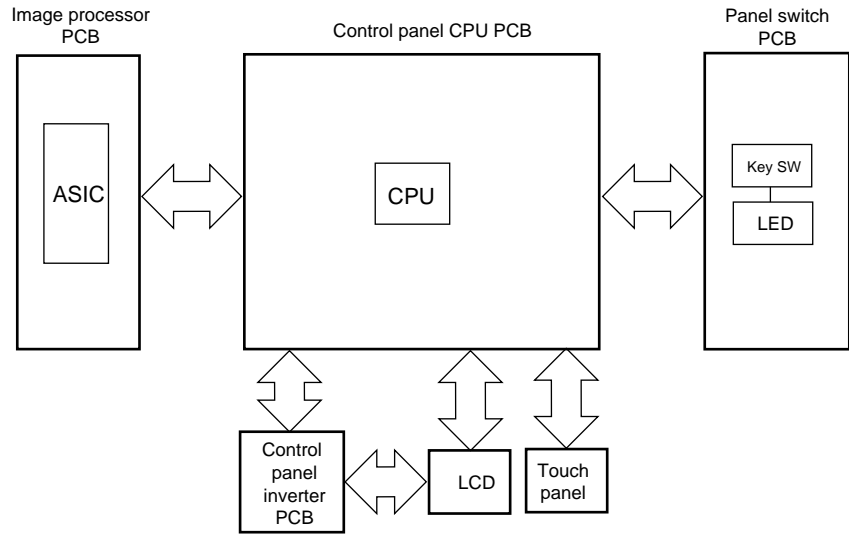 Image processor
PCB
Control panel CPU PCB
Panel switch
PCB
ASIC
CPU
Key SW
LED
Control
panel
inverter
PCB
LCD
Touch
panel